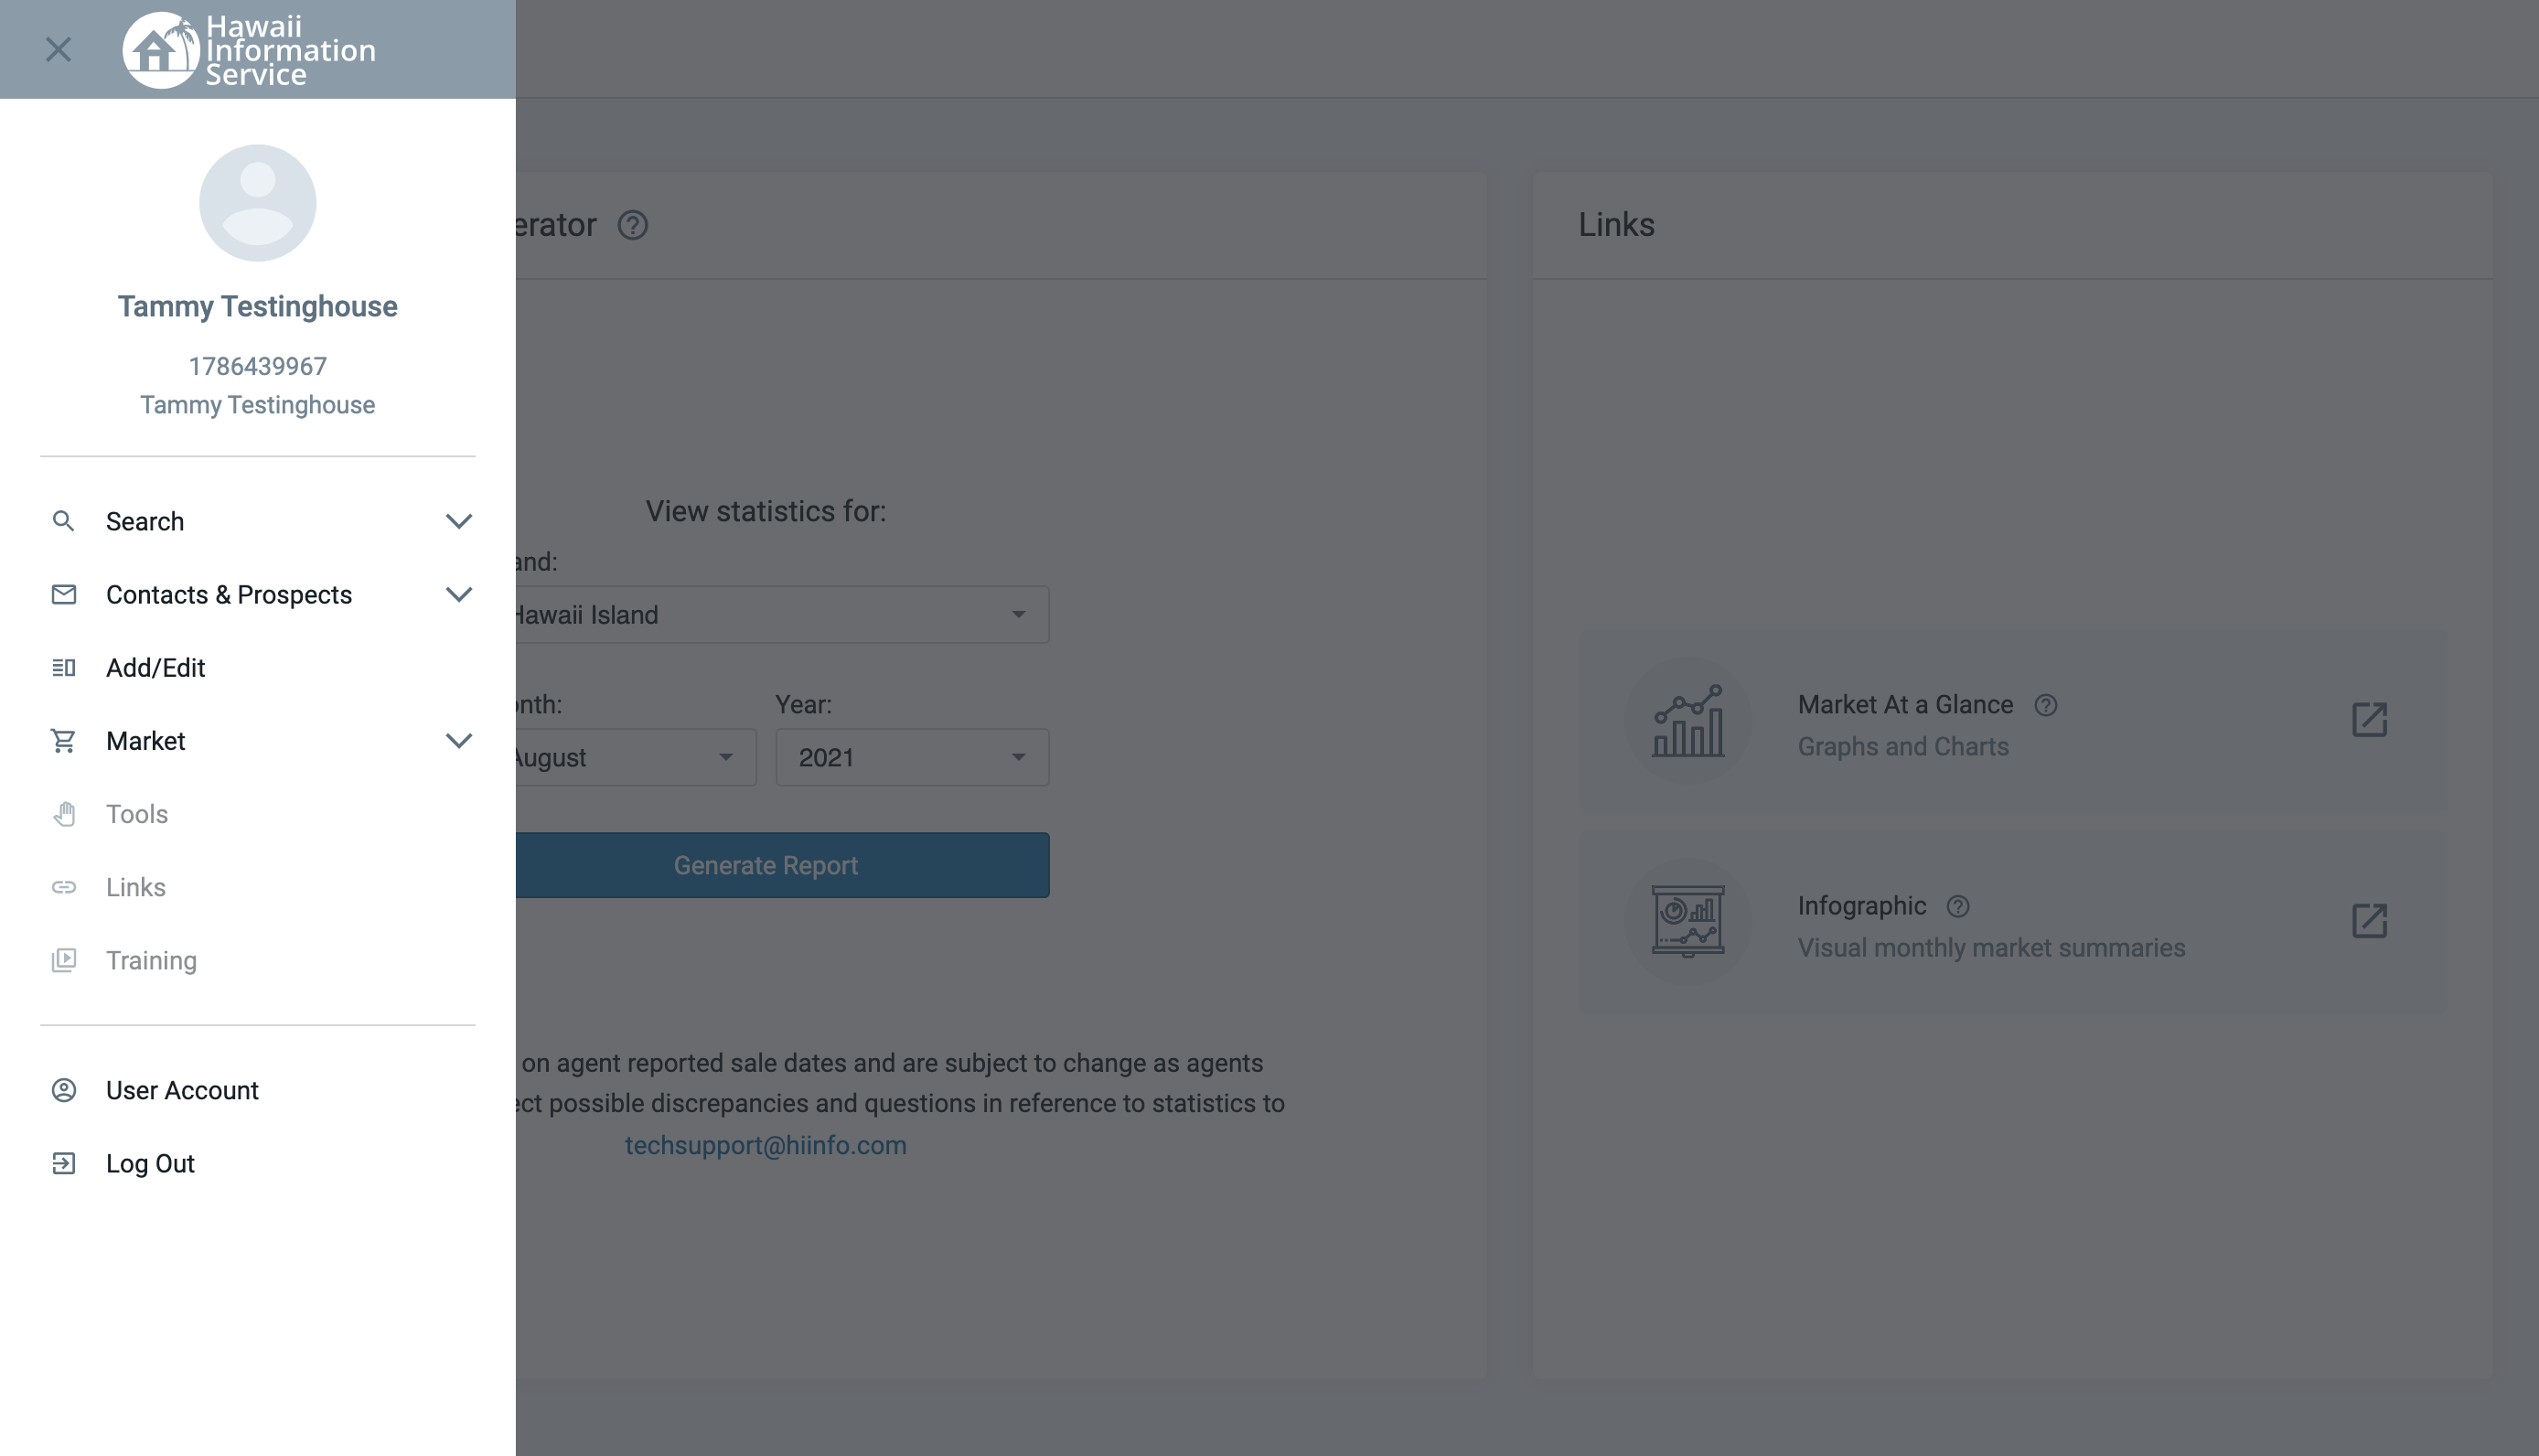 Hawaii
Information
Service
Tammy Testinghouse
1786439967
Tammy Testinghouse
Search
Contacts & Prospects
Add/Edit
Market
Tools
Links
Training
User Account
Log Out
erator
View statistics for:
and:
Hawaii Island
onth:
Year:
August
2021
Generate Report
on agent reported sale dates and are subject to change as agents
ect possible discrepancies and questions in reference to statistics to
techsupport@hiinfo.com
Links
Market At a Glance
Graphs and Charts
Infographic
Visual monthly market summaries